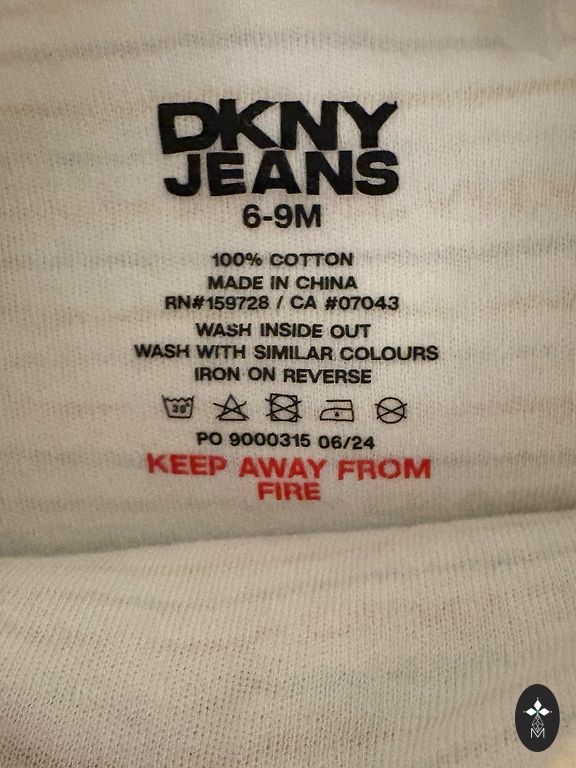 DKNY
JEANS
6-9M
100% COTTON
MADE IN CHINA
RN#159728 / CA #07043
WASH INSIDE OUT
WASH WITH SIMILAR COLOURS
IRON ON REVERSE
30°
PO 9000315 06/24
KEEP AWAY FROM
FIRE
M